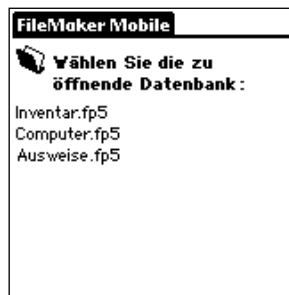 FileMaker Mobile
Wählen Sie die zu
öffnende Datenbank:
Inventar.fp5
Computer.fp5
Ausweise.fp5